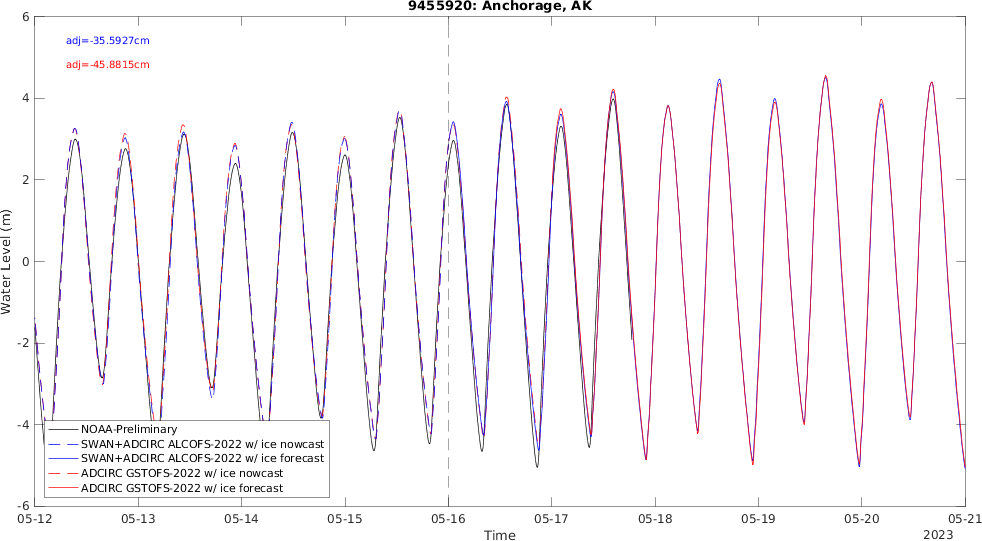 9455920: Anchorage, AK
adj=-35.5927cm
adj=-45.8815cm
6
4
2
0
-2
-4
-6
Water Level (m)
NOAA-Preliminary
SWAN+ADCIRC ALCOFS-2022 w/ ice nowcast
SWAN+ADCIRC ALCOFS-2022 w/ ice forecast
ADCIRC GSTOFS-2022 w/ ice nowcast
ADCIRC GSTOFS-2022 w/ ice forecast
05-12 05-13 05-14 05-15 05-16 05-17 05-18 05-19 05-20 05-21
Time
2023